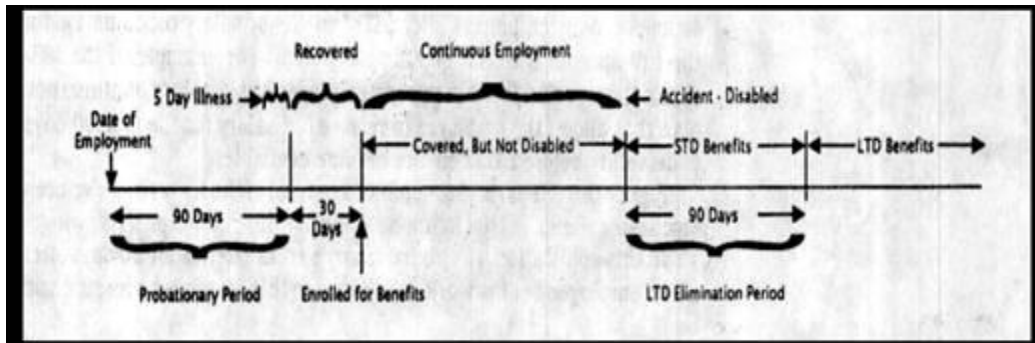 Recovered
Continuous Employment
5 Day Illness
Accident - Disabled
Date of
Employment
Covered, But Not Disabled
STD Benefits
LTD Benefits
90 Days
30
Days
90 Days
Probationary Period
Enrolled for Benefits
LTD Elimination Period